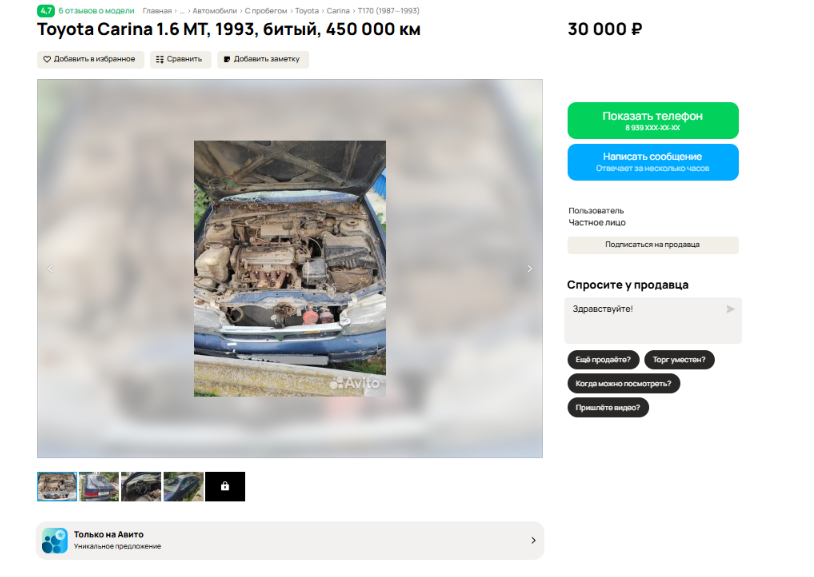 4,7 6 отзывов о модели Главная › ... › Автомобили › С пробегом › Toyota › Carina › T170 (1987—1993)
Toyota Carina 1.6 MT, 1993, битый, 450 000 км
30 000 ₽
Добавить в избранное
Сравнить
Добавить заметку
Показать телефон
8 939 XXX-XX-XX
Написать сообщение
Отвечает за несколько часов
Пользователь
Частное лицо
Подписаться на продавца
Спросите у продавца
Здравствуйте!
Ещё продаёте?
Торг уместен?
Когда можно посмотреть?
Пришлёте видео?
Avito
Только на Авито
Уникальное предложение